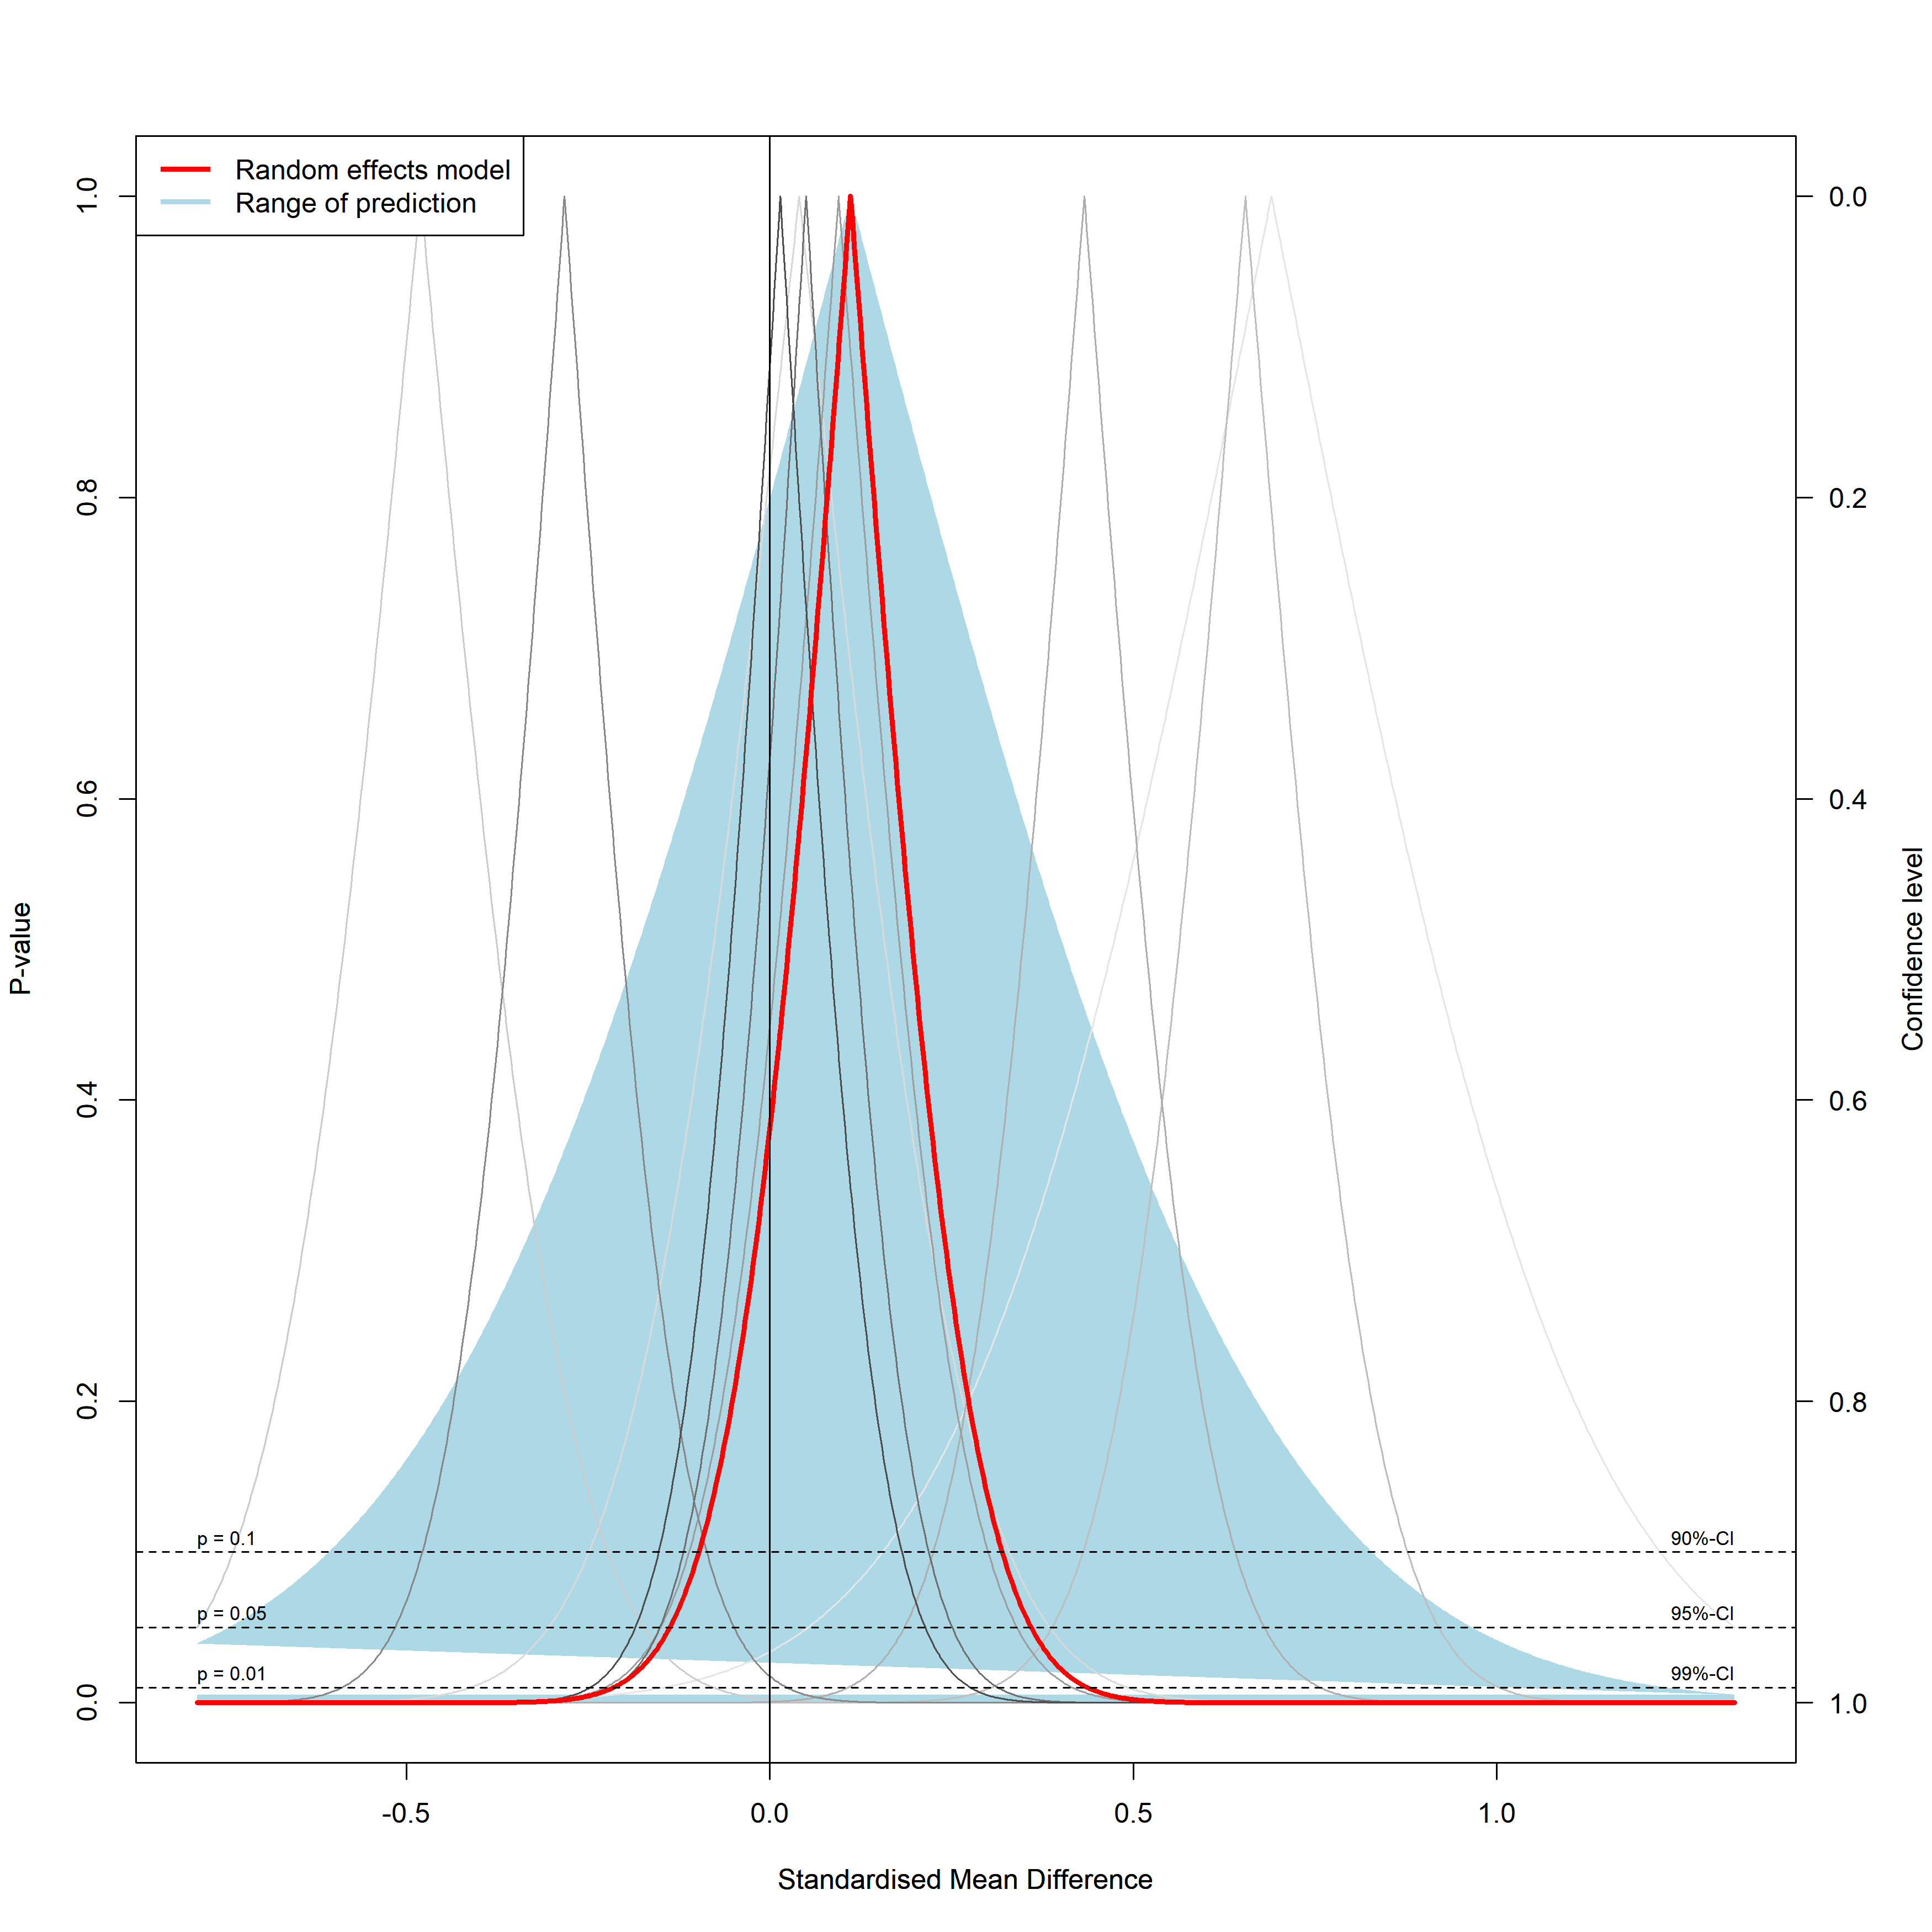 Random effects model
Range of prediction
1.0
0.8
0.6
0.4
0.2
0.0
P-value
0.0
0.2
0.4
0.6
0.8
1.0
Confidence level
p = 0.1
90%-CI
p = 0.05
95%-CI
p = 0.01
99%-CI
-0.5
0.0
0.5
1.0
Standardised Mean Difference